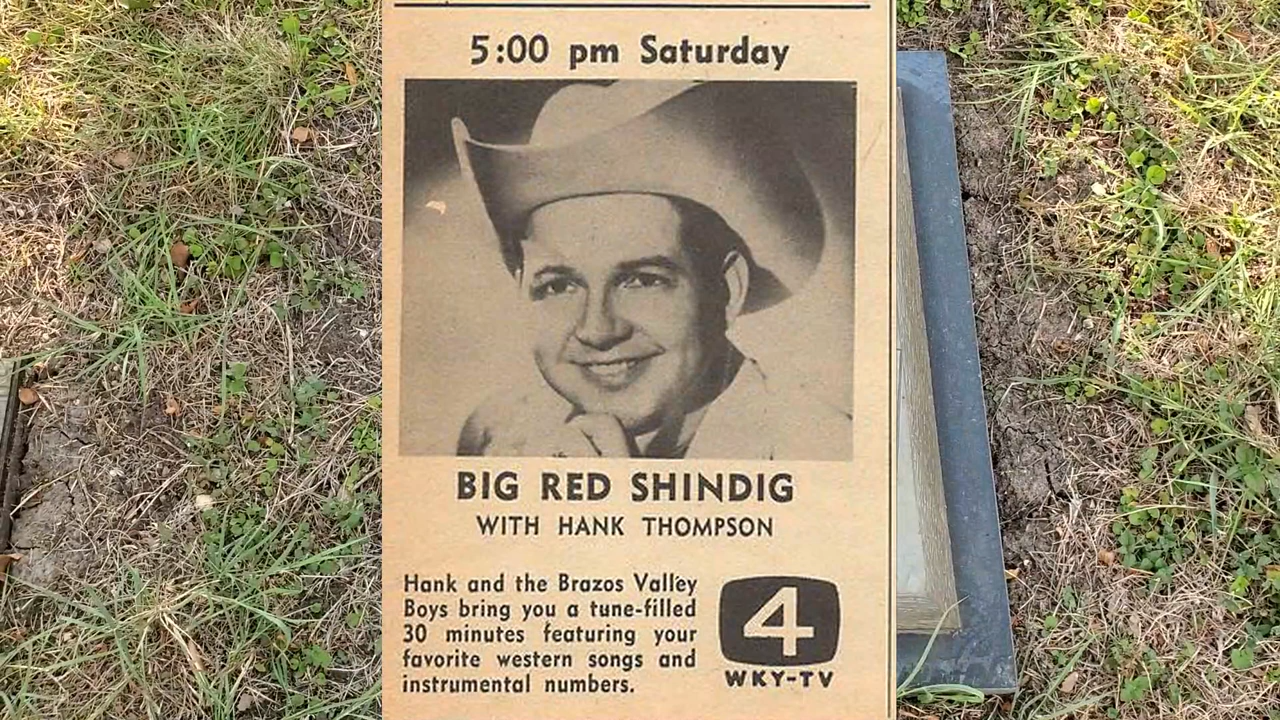 5:00 pm Saturday
BIG RED SHINDIG
WITH HANK THOMPSON
Hank and the Brazos Valley
Boys bring you a tune-filled
30 minutes featuring your
favorite western songs and
instrumental numbers.
4
WKY-TV